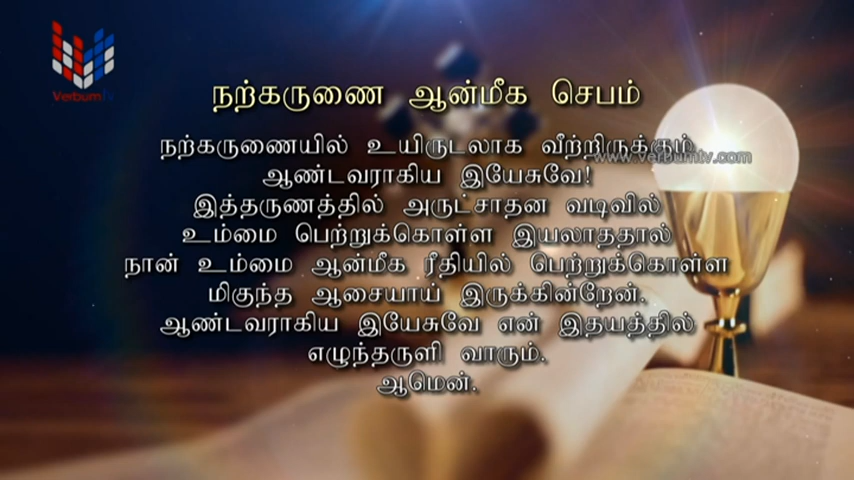 VerbumTv
நற்கருணை ஆன்மீக செபம்
நற்கருணையில் உயிருடலாக வீற்றிருக்கும்
www.verbumtv.com
ஆண்டவராகிய இயேசுவே!
இத்தருணத்தில் அருட்சாதன வடிவில்
உம்மை பெற்றுக்கொள்ள இயலாததால்
நான் உம்மை ஆன்மீக ரீதியில் பெற்றுக்கொள்ள
மிகுந்த ஆசையாய் இருக்கின்றேன்.
ஆண்டவராகிய இயேசுவே என் இதயத்தில்
எழுந்தருளி வாரும்.
ஆமென்.